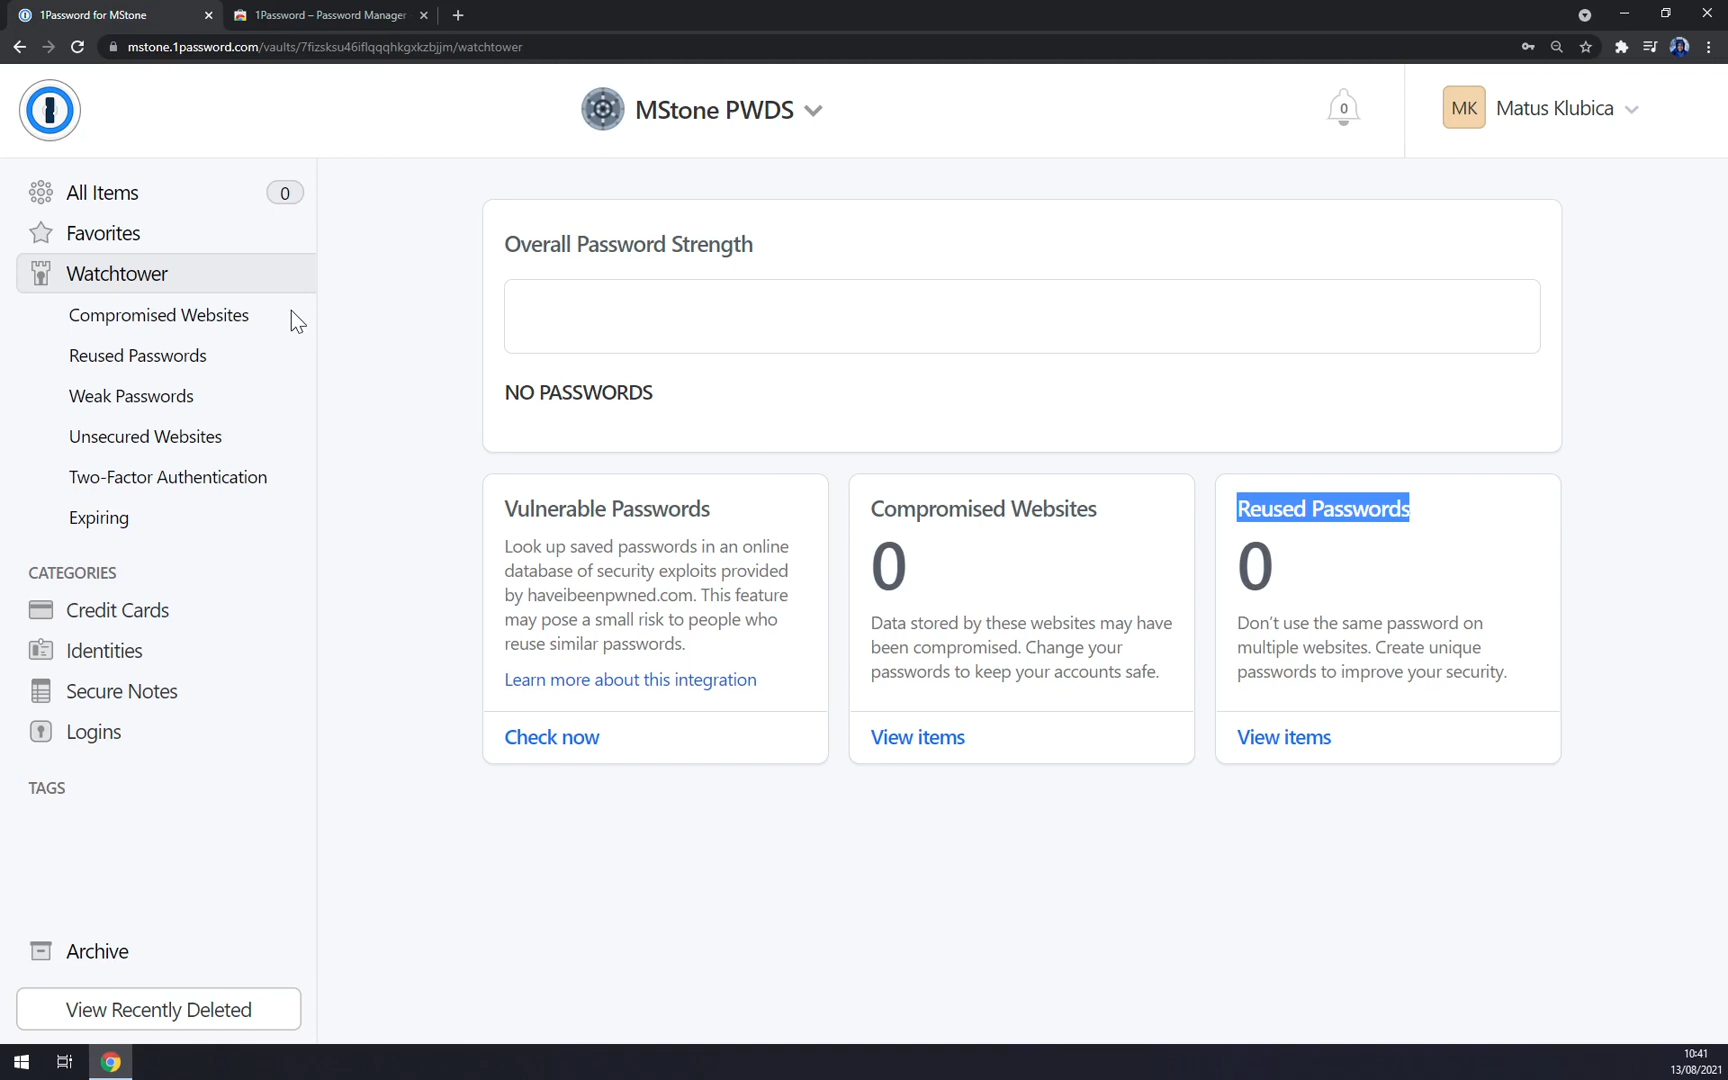 1Password for MStone
1Password – Password Manager
mstone.1password.com/vaults/7fizsksu46iflqqqhkgxkzbjjm/watchtower
MStone PWDS
0
MK
Matus Klubica
All Items
0
Favorites
Watchtower
Compromised Websites
Reused Passwords
Weak Passwords
Unsecured Websites
Two-Factor Authentication
Expiring
CATEGORIES
Credit Cards
Identities
Secure Notes
Logins
TAGS
Archive
View Recently Deleted
Overall Password Strength
NO PASSWORDS
Vulnerable Passwords
Look up saved passwords in an online
database of security exploits provided
by haveibeenpwned.com. This feature
may pose a small risk to people who
reuse similar passwords.
Learn more about this integration
Check now
Compromised Websites
0
Data stored by these websites may have
been compromised. Change your
passwords to keep your accounts safe.
View items
Reused Passwords
0
Don't use the same password on
multiple websites. Create unique
passwords to improve your security.
View items
10:41
13/08/2021